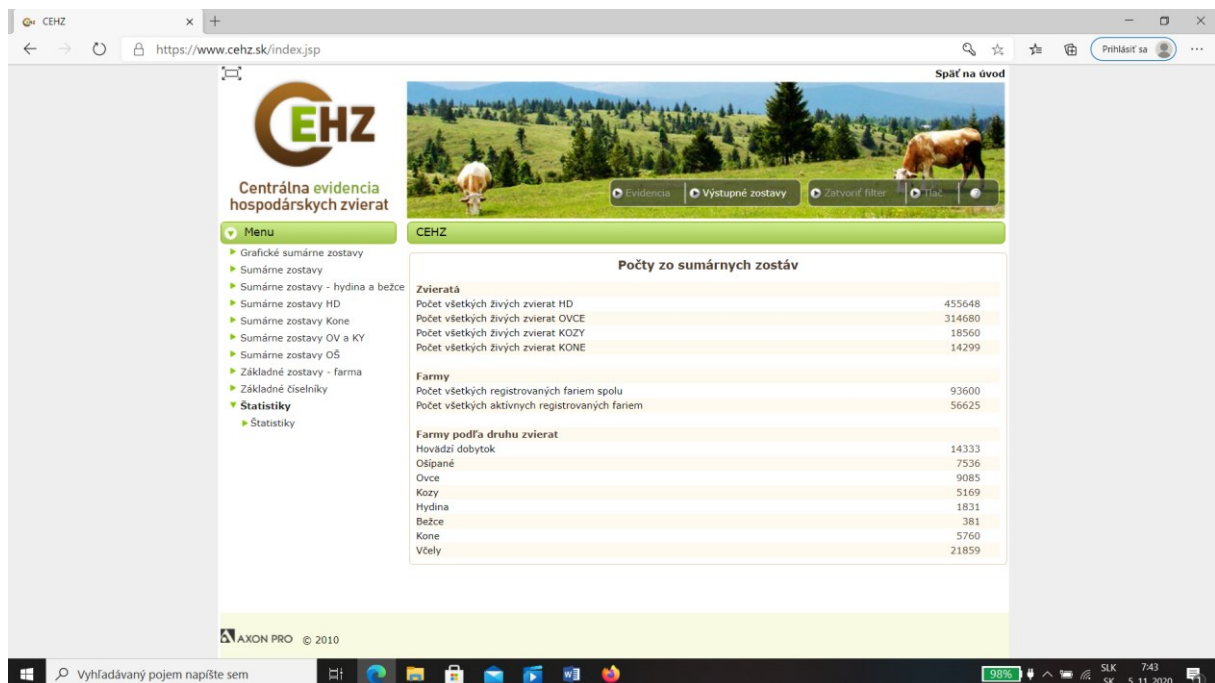 CEHZ
https://www.cehz.sk/index.jsp
Prihlásiť sa
Späť na úvod
CEHZ
Centrálna evidencia
hospodárskych zvierat
Evidencia
Výstupné zostavy
Zatvoriť filter
Tlač
Menu
CEHZ
Grafické sumárne zostavy
Sumárne zostavy
Sumárne zostavy - hydina a bežce
Sumárne zostavy HD
Sumárne zostavy Kone
Sumárne zostavy OV a KY
Sumárne zostavy OŠ
Základné zostavy - farma
Základné číselníky
Štatistiky
Štatistiky
Počty zo sumárnych zostáv
Zvieratá
Počet všetkých živých zvierat HD 455648
Počet všetkých živých zvierat OVCE 314680
Počet všetkých živých zvierat KOZY 18560
Počet všetkých živých zvierat KONE 14299
Farmy
Počet všetkých registrovaných fariem spolu 93600
Počet všetkých aktívnych registrovaných fariem 56625
Farmy podľa druhu zvierat
Hovädzí dobytok 14333
Ošípané 7536
Ovce 9085
Kozy 5169
Hydina 1831
Bežce 381
Kone 5760
Včely 21859
AXON PRO © 2010
Vyhľadávaný pojem napíšte sem
98%
SLK
SK
7:43
5. 11. 2020